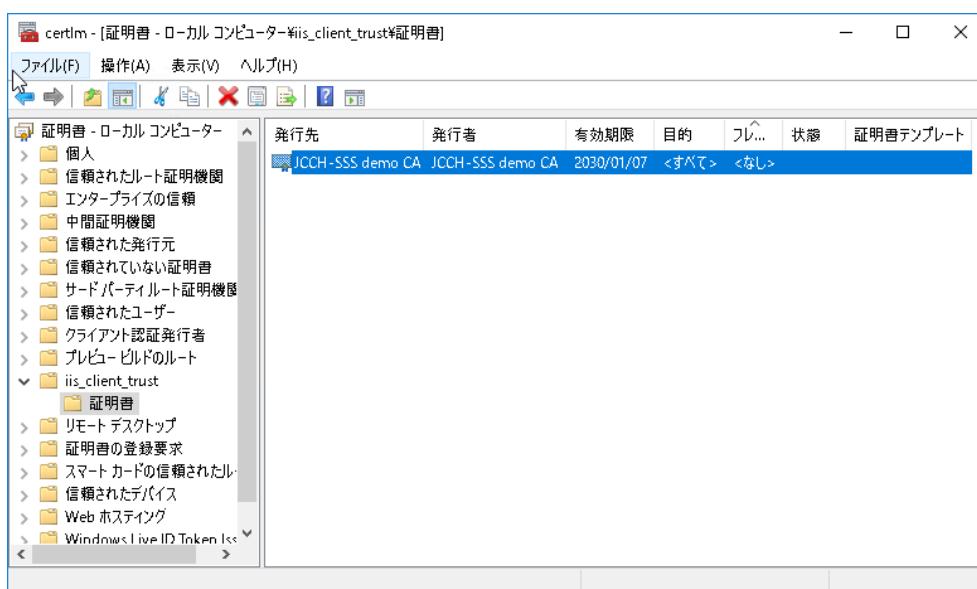 certlm - [証明書 - ローカル コンピューター¥iis_client_trust¥証明書]
ファイル(F) 操作(A) 表示(V) ヘルプ(H)
証明書 - ローカル コンピューター
個人
信頼されたルート証明機関
エンタープライズの信頼
中間証明機関
信頼された発行元
信頼されていない証明書
サードパーティ ルート証明機関
信頼されたユーザー
クライアント認証発行者
プレビュー ビルドのルート
iis_client_trust
証明書
リモート デスクトップ
証明書の登録要求
スマート カードの信頼されたル
信頼されたデバイス
Web ホスティング
Windows Live ID Token Iss
発行先 発行者 有効期限 目的 フレ... 状態 証明書テンプレート
JCCH-SSS demo CA JCCH-SSS demo CA 2030/01/07 <すべて> <なし>